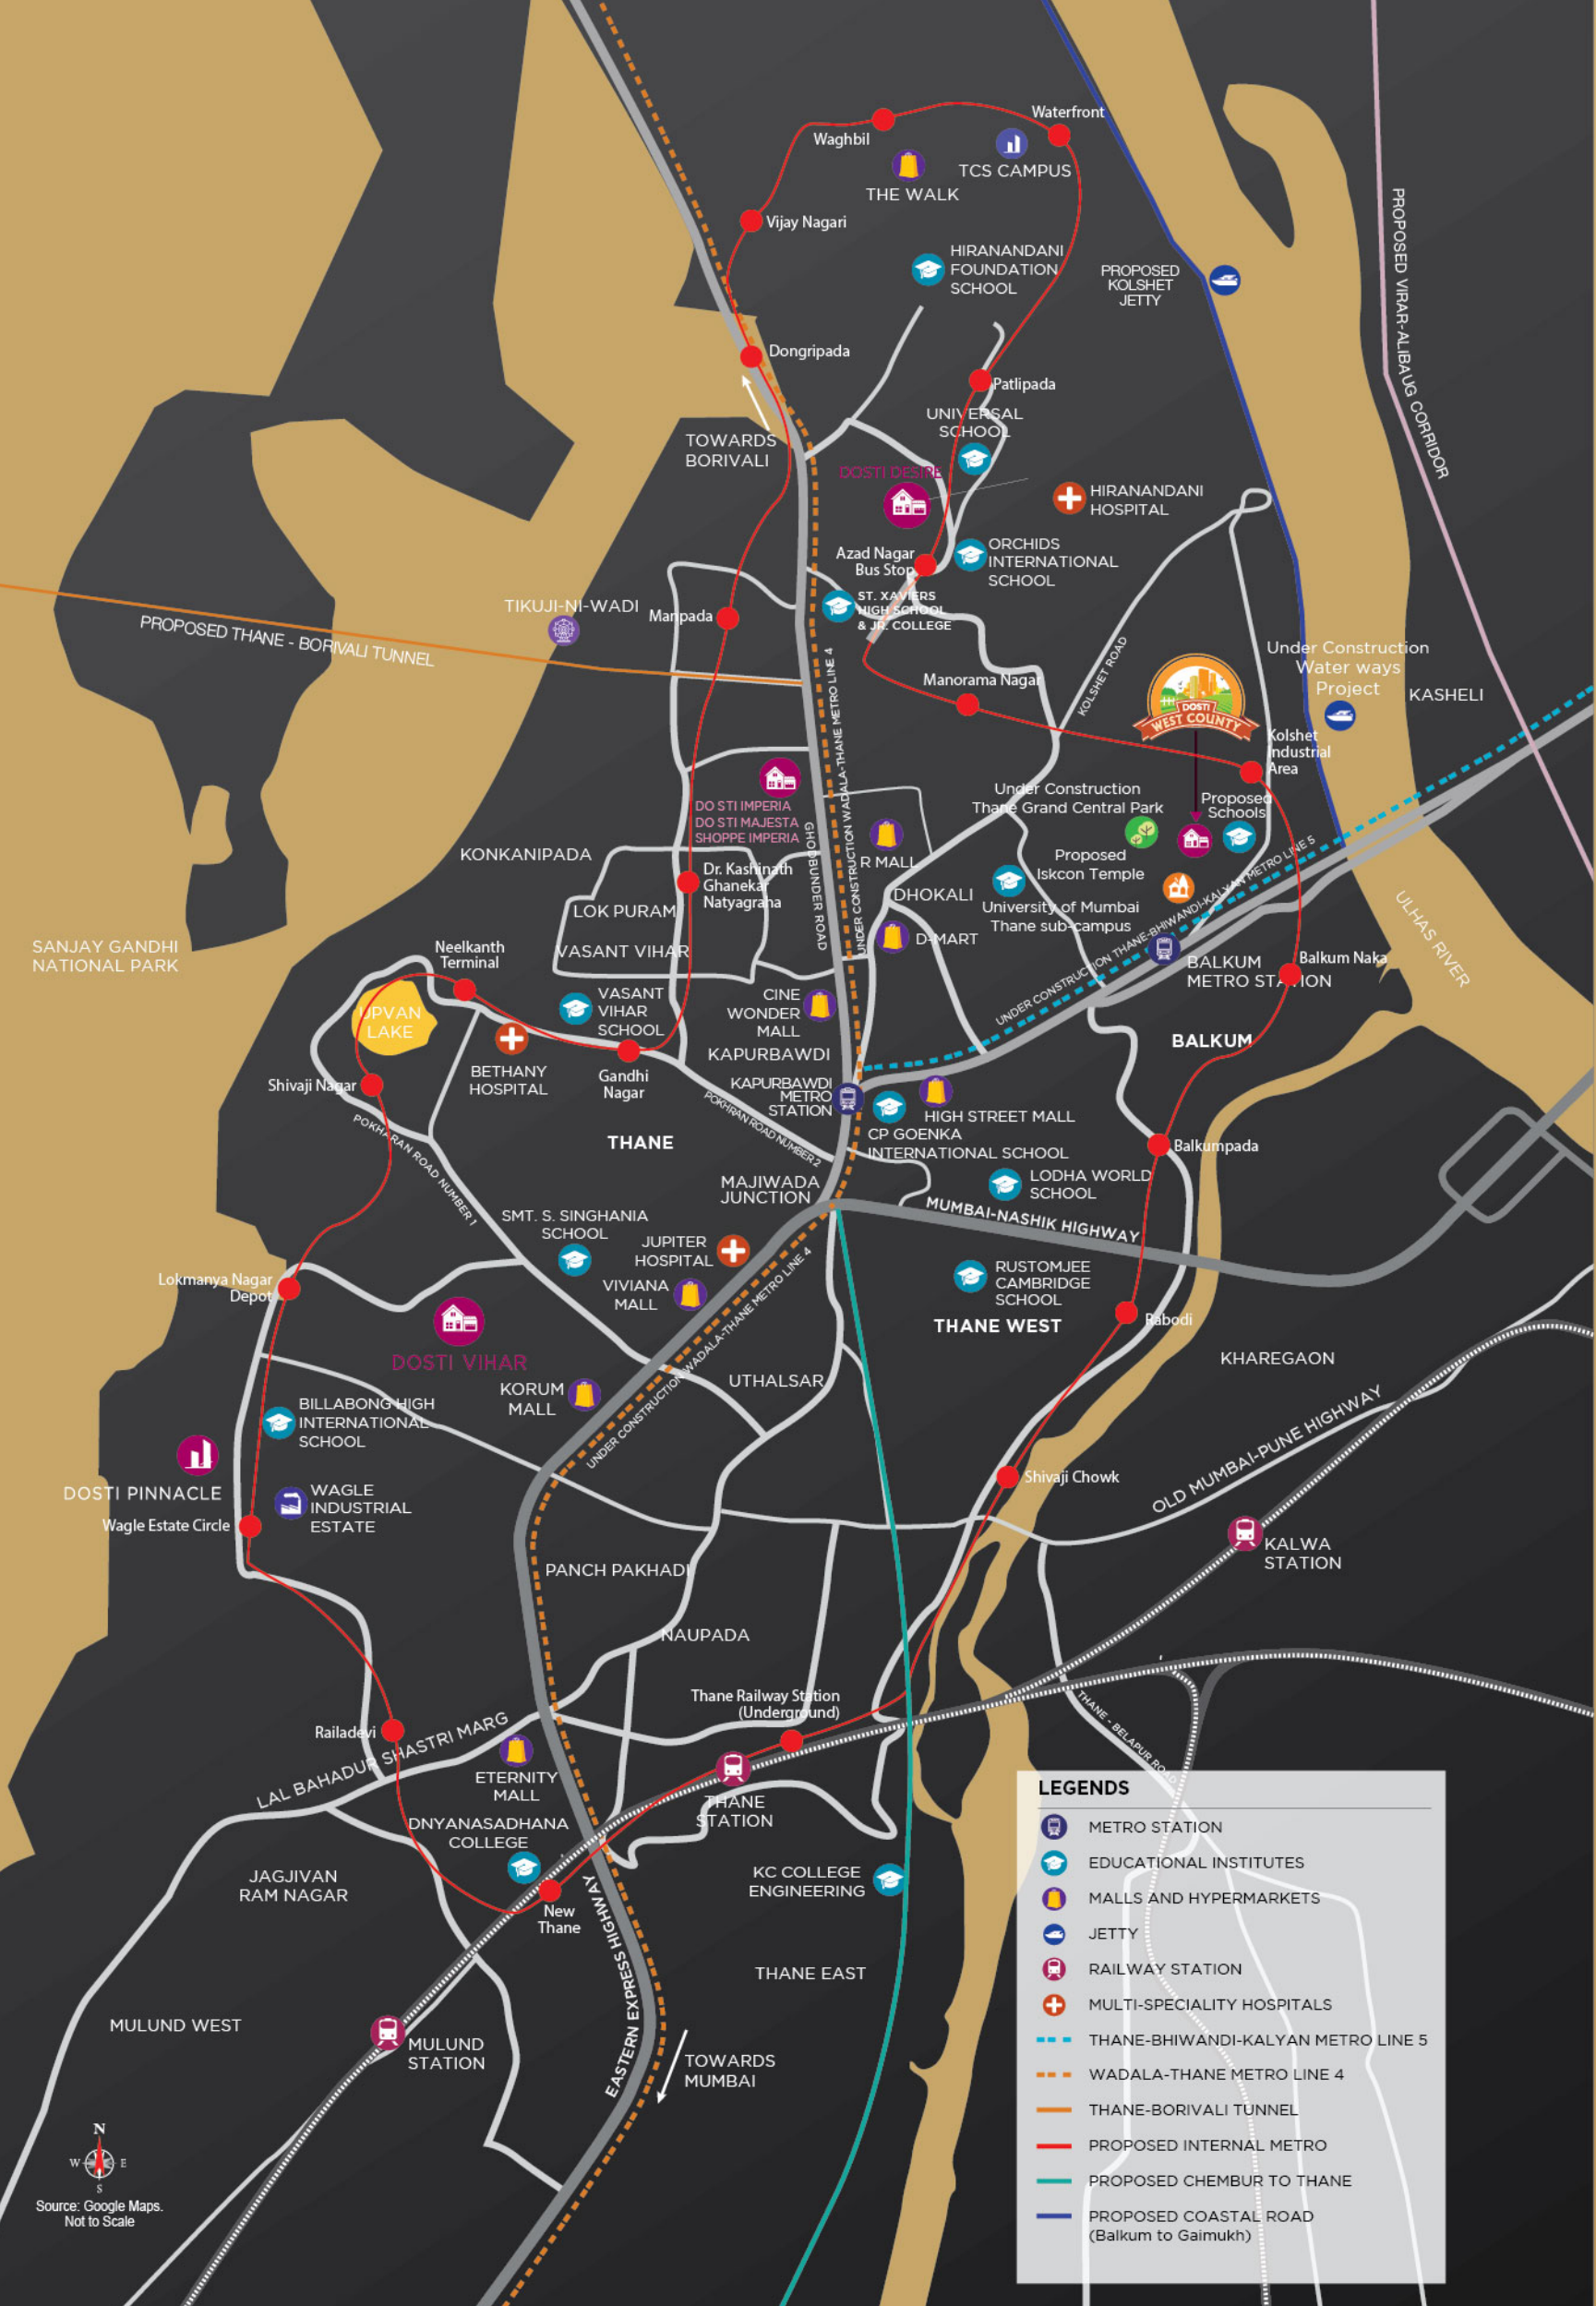 Waterfront
Waghbil
TCS CAMPUS
THE WALK
Vijay Nagari
HIRANANDANI
FOUNDATION
SCHOOL
PROPOSED
KOLSHET
JETTY
PROPOSED VIRAR-ALIBAUG CORRIDOR
Dongripada
Patlipada
UNIVERSAL
SCHOOL
TOWARDS
BORIVALI
DOSTI DESIRE
HIRANANDANI
HOSPITAL
Azad Nagar
Bus Stop
ORCHIDS
INTERNATIONAL
SCHOOL
ST. XAVIERS
HIGH SCHOOL
& JR. COLLEGE
TIKUJI-NI-WADI
Manpada
PROPOSED THANE - BORIVALI TUNNEL
UNDER CONSTRUCTION WADALA-THANE METRO LINE 4
Manorama Nagar
KOLSHET ROAD
DOSTI
WEST COUNTY
Under Construction
Water ways
Project
KASHELI
Kolshet
Industrial
Area
DO STI IMPERIA
DO STI MAJESTA
SHOPPE IMPERIA
GHODBUNDER ROAD
Under Construction
Thane Grand Central Park
Proposed
Schools
R MALL
Proposed
Iskcon Temple
KONKANIPADA
Dr. Kashinath
Ghanekar
Natyagraha
DHOKALI
LOK PURAM
University of Mumbai
Thane sub-campus
UNDER CONSTRUCTION THANE-BHIWANDI-KALYAN METRO LINE 5
ULHAS RIVER
SANJAY GANDHI
NATIONAL PARK
Neelkanth
Terminal
VASANT VIHAR
D-MART
BALKUM
METRO STATION
Balkum Naka
UPVAN
LAKE
VASANT
VIHAR
SCHOOL
CINE
WONDER
MALL
BALKUM
KAPURBAWDI
Shivaji Nagar
BETHANY
HOSPITAL
Gandhi
Nagar
KAPURBAWDI
METRO
STATION
POKHRAN ROAD NUMBER 2
HIGH STREET MALL
CP GOENKA
INTERNATIONAL SCHOOL
POKHARAN ROAD NUMBER 1
THANE
Balkumpada
MAJIWADA
JUNCTION
LODHA WORLD
SCHOOL
MUMBAI-NASHIK HIGHWAY
SMT. S. SINGHANIA
SCHOOL
JUPITER
HOSPITAL
VIVIANA
MALL
UNDER CONSTRUCTION WADALA-THANE METRO LINE 4
RUSTOMJEE
CAMBRIDGE
SCHOOL
THANE WEST
Rabodi
Lokmanya Nagar
Depot
DOSTI VIHAR
KHAREGAON
UTHALSAR
KORUM
MALL
BILLABONG HIGH
INTERNATIONAL
SCHOOL
OLD MUMBAI-PUNE HIGHWAY
Shivaji Chowk
DOSTI PINNACLE
WAGLE
INDUSTRIAL
ESTATE
Wagle Estate Circle
KALWA
STATION
PANCH PAKHADI
NAUPADA
Thane Railway Station
(Underground)
THANE - BELAPUR ROAD
Railadevi
LAL BAHADUR SHASTRI MARG
ETERNITY
MALL
THANE
STATION
DNYANASADHANA
COLLEGE
JAGJIVAN
RAM NAGAR
KC COLLEGE
ENGINEERING
New
Thane
EASTERN EXPRESS HIGHWAY
THANE EAST
MULUND WEST
MULUND
STATION
TOWARDS
MUMBAI
N
W E
S
Source: Google Maps.
Not to Scale
LEGENDS
METRO STATION
EDUCATIONAL INSTITUTES
MALLS AND HYPERMARKETS
JETTY
RAILWAY STATION
MULTI-SPECIALITY HOSPITALS
THANE-BHIWANDI-KALYAN METRO LINE 5
WADALA-THANE METRO LINE 4
THANE-BORIVALI TUNNEL
PROPOSED INTERNAL METRO
PROPOSED CHEMBUR TO THANE
PROPOSED COASTAL ROAD
(Balkum to Gaimukh)